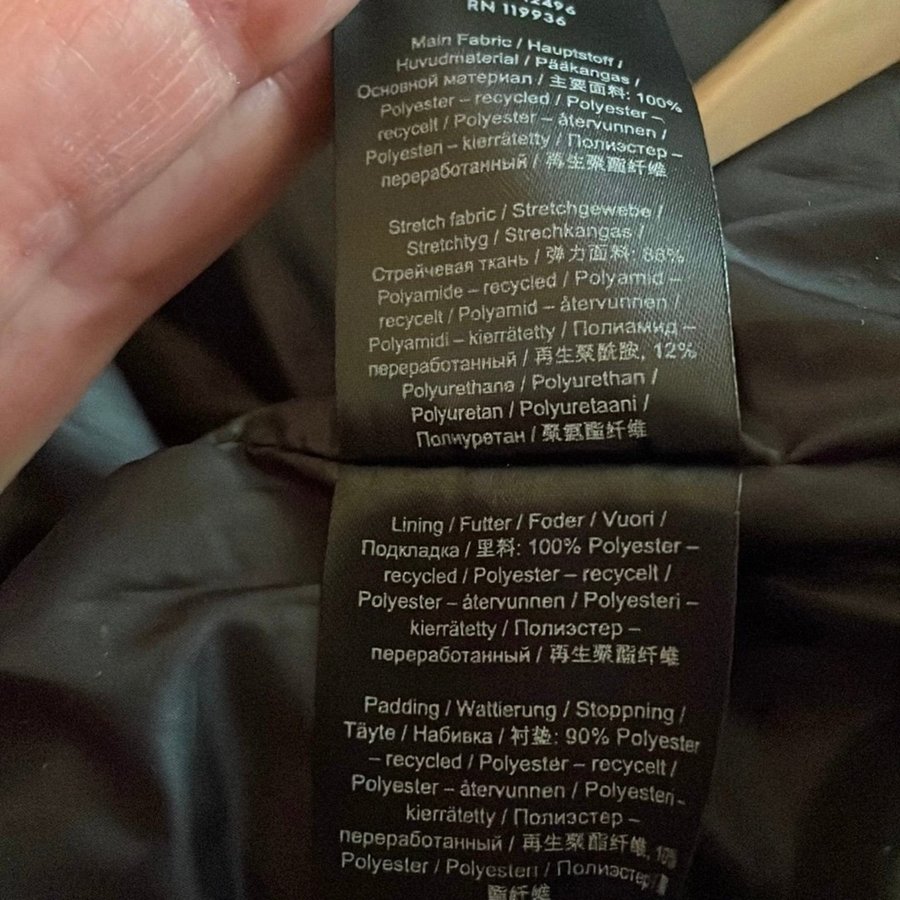 2496
RN 119936
Main Fabric / Hauptstoff /
Huvudmaterial / Pääkangas /
Основной материал / 主要面料: 100%
Polyester – recycled / Polyester –
recycelt / Polyester – återvunnen /
Polyesteri – kierrätetty / Полиэстер –
переработанный / 再生聚酯纤维
Stretch fabric / Stretchgewebe /
Stretchtyg / Strechkangas /
Стрейчевая ткань / 弹力面料: 88%
Polyamide – recycled / Polyamid –
recycelt / Polyamid – återvunnen /
Polyamidi – kierrätetty / Полиамид –
переработанный / 再生聚酰胺, 12%
Polyurethane / Polyurethan /
Polyuretan / Polyuretaani /
Полиуретан / 聚氨酯纤维
Lining / Futter / Foder / Vuori /
Подкладка / 里料: 100% Polyester –
recycled / Polyester – recycelt /
Polyester – återvunnen / Polyesteri –
kierrätetty / Полиэстер –
переработанный / 再生聚酯纤维
Padding / Wattierung / Stoppning /
Täyte / Набивка / 衬垫: 90% Polyester
– recycled / Polyester – recycelt /
Polyester – återvunnen / Polyesteri –
kierrätetty / Полиэстер –
переработанный / 再生聚酯纤维, 10%
Polyester / Polyesteri / Полиэстер
酯纤维